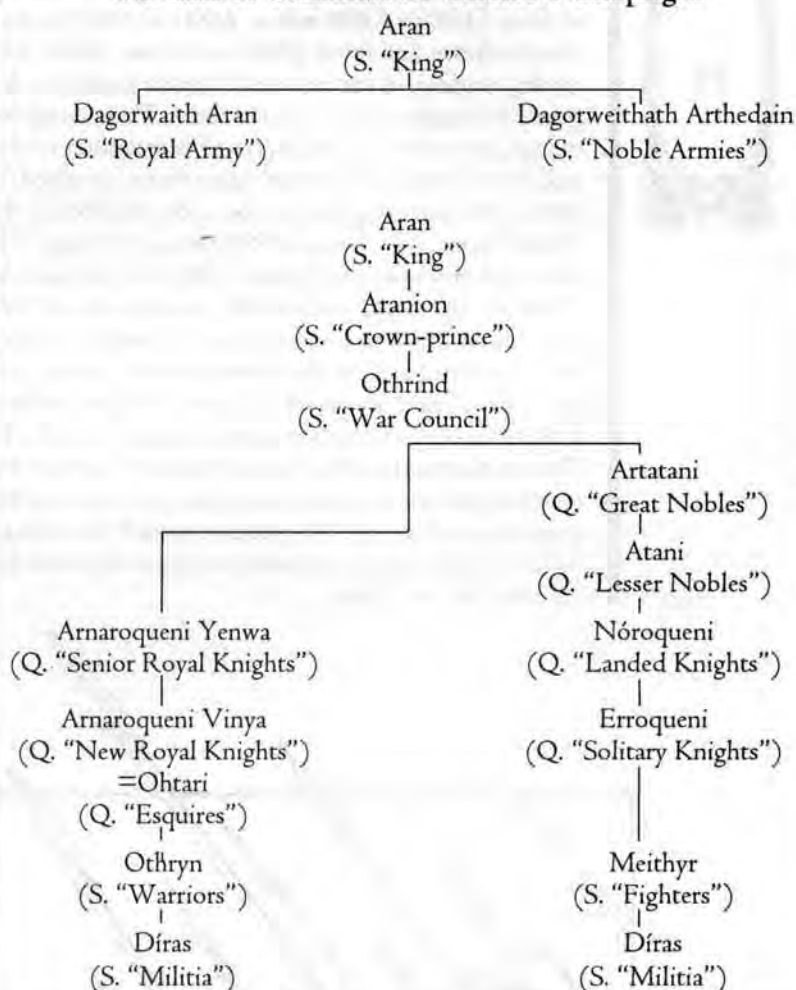 Aran
(S. “King”)
Dagorwaith Aran
(S. “Royal Army”)
Dagorweithath Arthedain
(S. “Noble Armies”)
Aran
(S. “King”)
Aranion
(S. “Crown-prince”)
Othrind
(S. “War Council”)
Artatani
(Q. “Great Nobles”)
Atani
(Q. “Lesser Nobles”)
Arnaroqueni Yenwa
(Q. “Senior Royal Knights”)
Nóroqueni
(Q. “Landed Knights”)
Arnaroqueni Vinya
(Q. “New Royal Knights”)
=Ohtari
(Q. “Esquires”)
Erroqueni
(Q. “Solitary Knights”)
Othryn
(S. “Warriors”)
Meithyr
(S. “Fighters”)
Díras
(S. “Militia”)
Díras
(S. “Militia”)